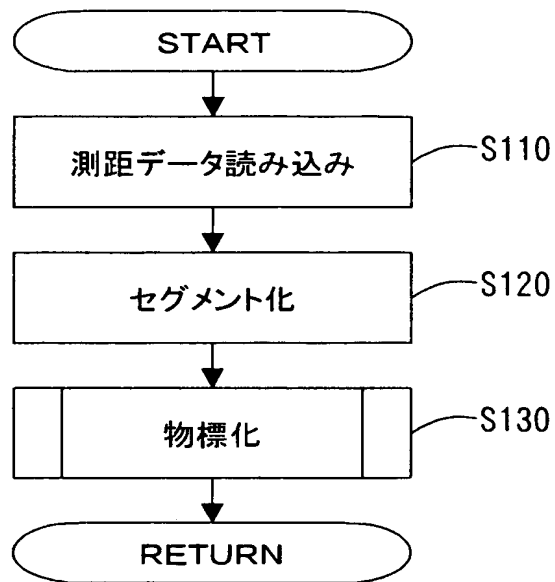 START
測距データ読み込み
S110
セグメント化
S120
物標化
S130
RETURN